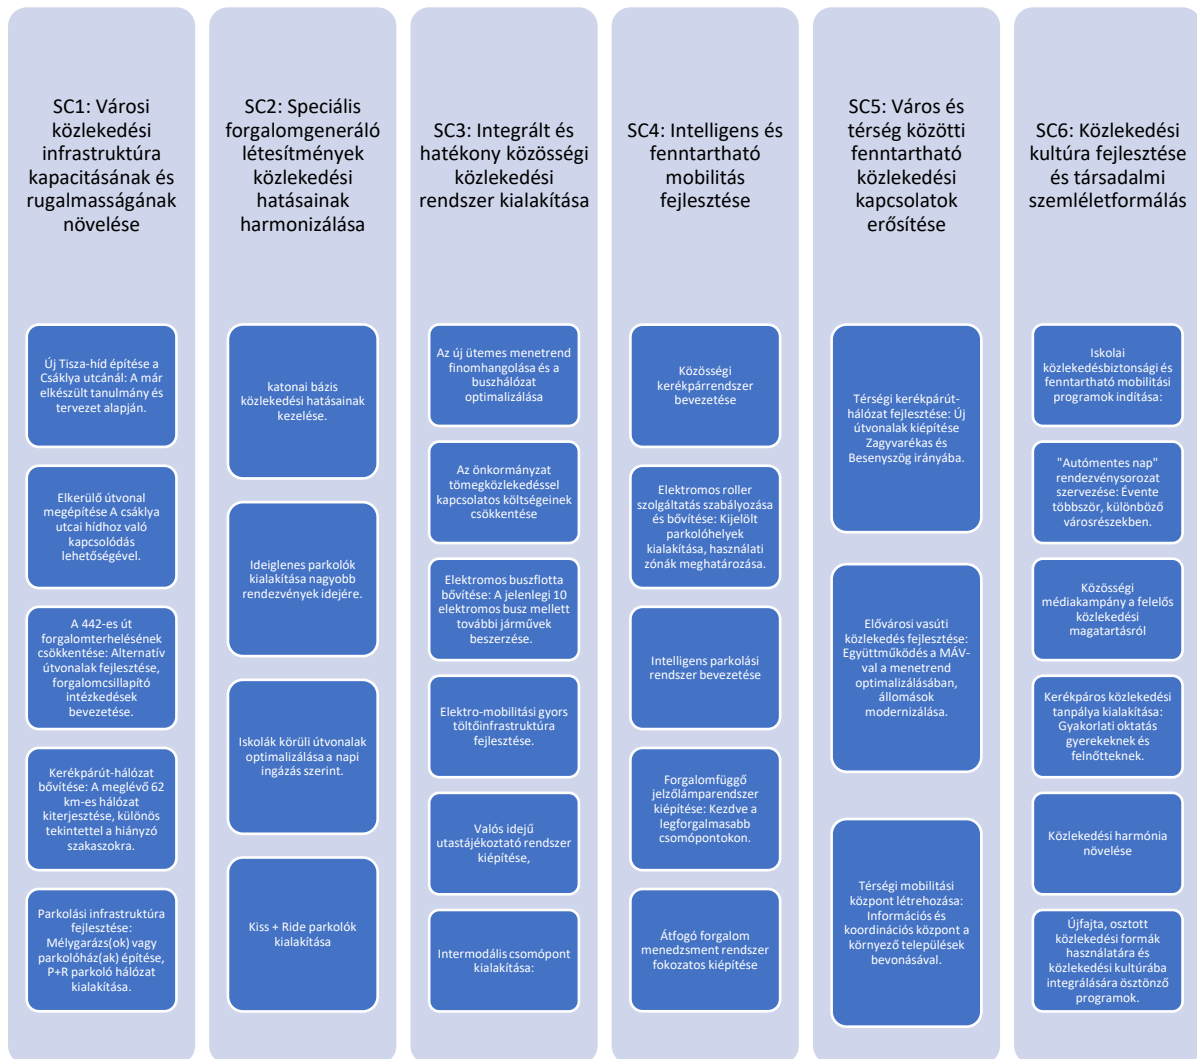 SC1: Városi
közlekedési
infrastruktúra
kapacitásának és
rugalmasságának
növelése
Új Tisza-híd építése a
Csáklya utcánál: A már
elkészült tanulmány és
tervezet alapján.
Elkerülő útvonal
megépítése A csáklya
utcai hídhoz való
kapcsolódás
lehetőségével.
A 442-es út
forgalomterhelésének
csökkentése: Alternatív
útvonalak fejlesztése,
forgalomcsillapító
intézkedések
bevezetése.
Kerékpárút-hálózat
bővítése: A meglévő 62
km-es hálózat
kiterjesztése, különös
tekintettel a hiányzó
szakaszokra.
Parkolási infrastruktúra
fejlesztése:
Mélygarázs(ok) vagy
parkolóház(ak) építése,
P+R parkoló hálózat
kialakítása.
SC2: Speciális
forgalomgeneráló
létesítmények
közlekedési
hatásainak
harmonizálása
katonai bázis
közlekedési hatásainak
kezelése.
Ideiglenes parkolók
kialakítása nagyobb
rendezvények idejére.
Iskolák körüli útvonalak
optimalizálása a napi
ingázás szerint.
Kiss + Ride parkolók
kialakítása
SC3: Integrált és
hatékony közösségi
közlekedési
rendszer kialakítása
Az új ütemes menetrend
finomhangolása és a
buszhálózat
optimalizálása
Az önkormányzat
tömegközlekedéssel
kapcsolatos költségeinek
csökkentése
Elektromos buszflotta
bővítése: A jelenlegi 10
elektromos busz mellett
további járművek
beszerzése.
Elektro-mobilitási gyors
töltőinfrastruktúra
fejlesztése.
Valós idejű
utastájékoztató rendszer
kiépítése,
Intermodális csomópont
kialakítása:
SC4: Intelligens és
fenntartható
mobilitás
fejlesztése
Közösségi
kerékpárrendszer
bevezetése
Elektromos roller
szolgáltatás szabályozása
és bővítése: Kijelölt
parkolóhelyek
kialakítása, használati
zónák meghatározása.
Intelligens parkolási
rendszer bevezetése
Forgalomfüggő
jelzőlámparendszer
kiépítése: Kezdve a
legforgalmasabb
csomópontokon.
Átfogó forgalom
menedzsment rendszer
fokozatos kiépítése
SC5: Város és
térség közötti
fenntartható
közlekedési
kapcsolatok
erősítése
Térségi kerékpárút-
hálózat fejlesztése: Új
útvonalak kiépítése
Zagyvarékas és
Besenyszög irányába.
Elővárosi vasúti
közlekedés fejlesztése:
Együttműködés a MÁV-
val a menetrend
optimalizálásában,
állomások
modernizálása.
Térségi mobilitási
központ létrehozása:
Információs és
koordinációs központ a
környező települések
bevonásával.
SC6: Közlekedési
kultúra fejlesztése
és társadalmi
szemléletformálás
Iskolai
közlekedésbiztonsági és
fenntartható mobilitási
programok indítása:
"Autómentes nap"
rendezvénysorozat
szervezése: Évente
többször, különböző
városrészekben.
Közösségi
médiakampány a felelős
közlekedési
magatartásról
Kerékpáros közlekedési
tanpálya kialakítása:
Gyakorlati oktatás
gyerekeknek és
felnőtteknek.
Közlekedési harmónia
növelése
Újfajta, osztott
közlekedési formák
használatára és
közlekedési kultúrába
integrálására ösztönző
programok.